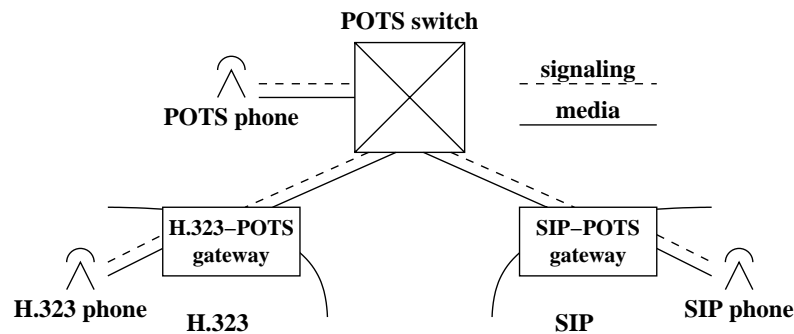 POTS switch
signaling
media
POTS phone
H.323–POTS
gateway
SIP–POTS
gateway
H.323 phone
H.323
SIP
SIP phone